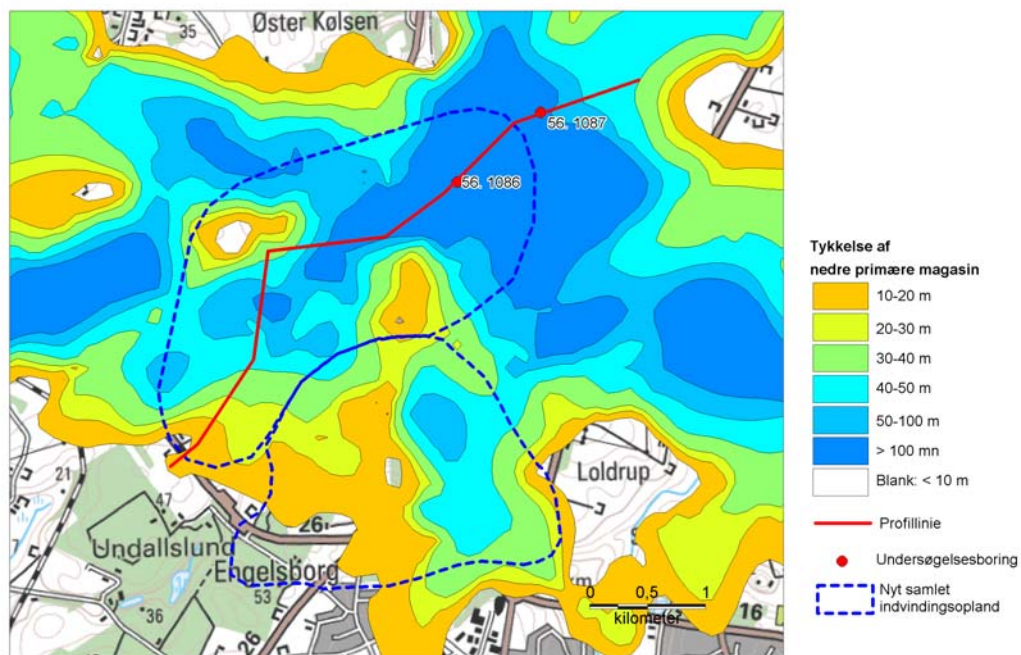 Øster Kølsen
35
56. 1087
56. 1086
21
47
Undallslund
26
Engelsborg
53
36
26
Loldrup
16
0 0,5 1
kilometer
Tykkelse af
nedre primære magasin
10-20 m
20-30 m
30-40 m
40-50 m
50-100 m
> 100 mn
Blank: < 10 m
Profillinie
Undersøgelsesboring
Nyt samlet
indvindingsopland